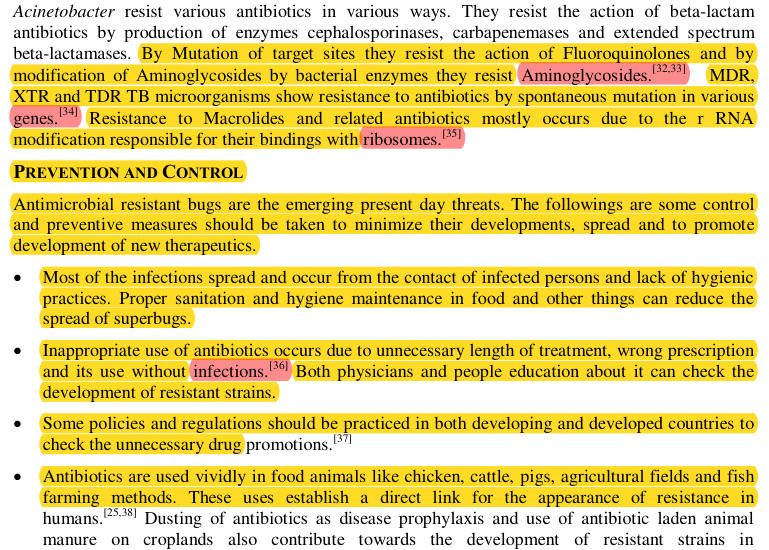 Acinetobacter resist various antibiotics in various ways. They resist the action of beta-lactam
antibiotics by production of enzymes cephalosporinases, carbapenemases and extended spectrum
beta-lactamases. By Mutation of target sites they resist the action of Fluoroquinolones and by
modification of Aminoglycosides by bacterial enzymes they resist Aminoglycosides.[32,33] MDR,
XTR and TDR TB microorganisms show resistance to antibiotics by spontaneous mutation in various
genes.[34] Resistance to Macrolides and related antibiotics mostly occurs due to the r RNA
modification responsible for their bindings with ribosomes.[35]
PREVENTION AND CONTROL
Antimicrobial resistant bugs are the emerging present day threats. The followings are some control
and preventive measures should be taken to minimize their developments, spread and to promote
development of new therapeutics.
• Most of the infections spread and occur from the contact of infected persons and lack of hygienic
practices. Proper sanitation and hygiene maintenance in food and other things can reduce the
spread of superbugs.
• Inappropriate use of antibiotics occurs due to unnecessary length of treatment, wrong prescription
and its use without infections.[36] Both physicians and people education about it can check the
development of resistant strains.
• Some policies and regulations should be practiced in both developing and developed countries to
check the unnecessary drug promotions.[37]
• Antibiotics are used vividly in food animals like chicken, cattle, pigs, agricultural fields and fish
farming methods. These uses establish a direct link for the appearance of resistance in
humans.[25,38] Dusting of antibiotics as disease prophylaxis and use of antibiotic laden animal
manure on croplands also contribute towards the development of resistant strains in